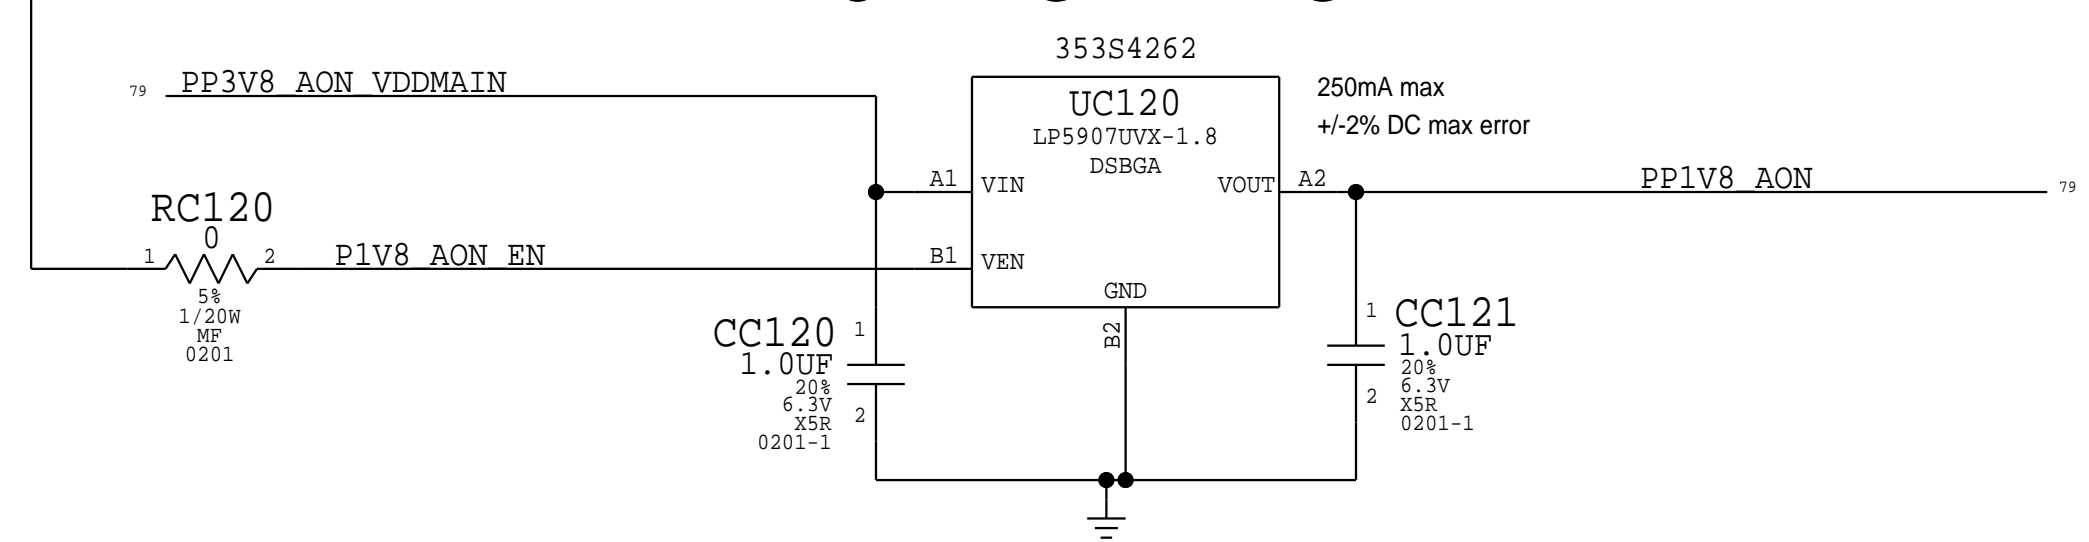 353S4262
79 PP3V8_AON_VDDMAIN
UC120
LP5907UVX-1.8
DSBGA
250mA max
+/-2% DC max error
A1 VIN
VOUT A2
PP1V8_AON 79
RC120
0
1 2
P1V8_AON_EN
B1 VEN
5%
1/20W
MF
0201
GND
B2
CC120 1
1.0UF
20%
6.3V
X5R 2
0201-1
1 CC121
1.0UF
20%
6.3V
2 X5R
0201-1